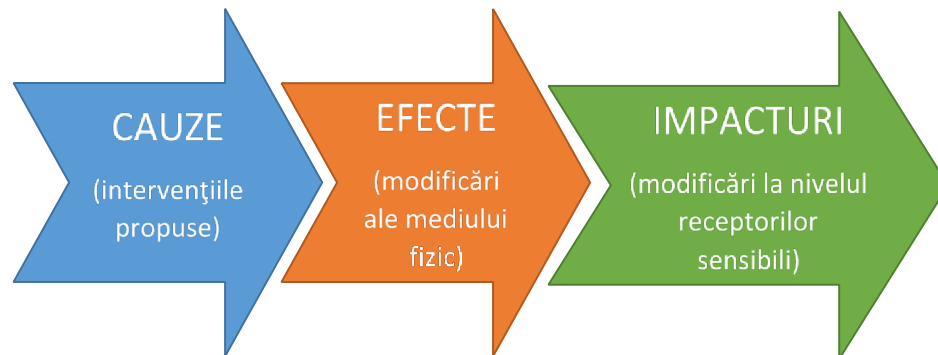 CAUZE
(intervenţiile
propuse)
EFECTE
(modificări
ale mediului
fizic)
IMPACTURI
(modificări la nivelul
receptorilor
sensibili)